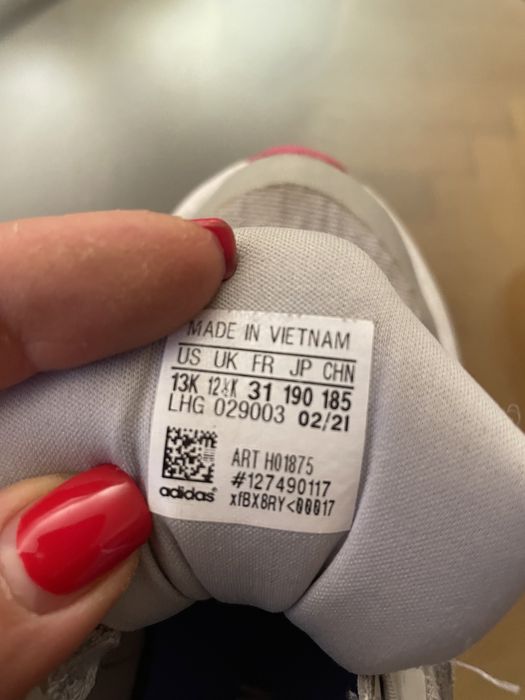 MADE IN VIETNAM
US UK FR JP CHN
13K 12½K 31 190 185
LHG 029003 02/21
ART H01875
#127490117
adidas® xfBX8RY<00017